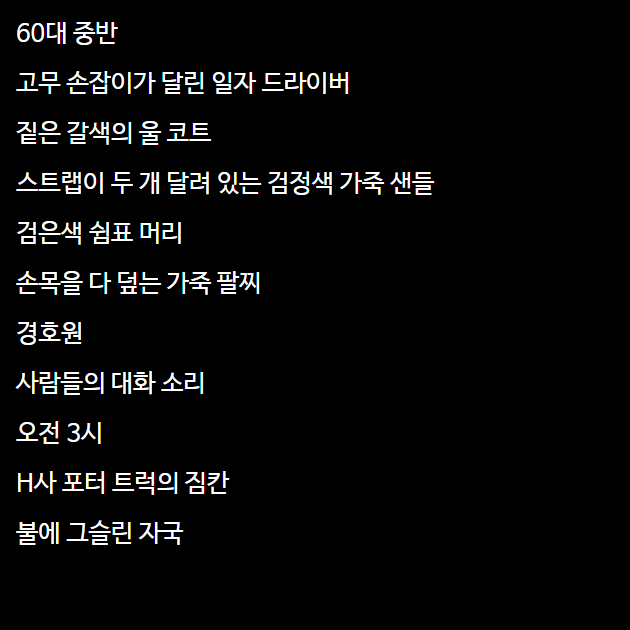 60대 중반
고무 손잡이가 달린 일자 드라이버
짙은 갈색의 울 코트
스트랩이 두 개 달려 있는 검정색 가죽 샌들
검은색 쉼표 머리
손목을 다 덮는 가죽 팔찌
경호원
사람들의 대화 소리
오전 3시
H사 포터 트럭의 짐칸
불에 그슬린 자국